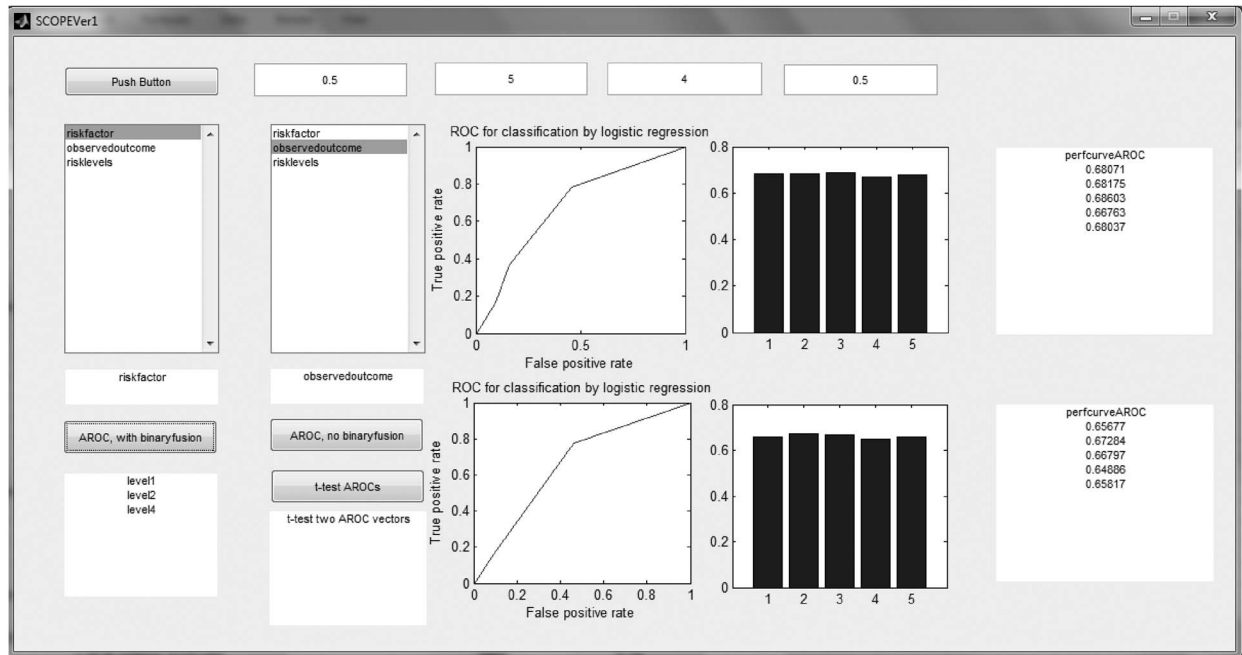 SCOPEVer1
Push Button
0.5
5
4
0.5
riskfactor
observedoutcome
risklevels
riskfactor
observedoutcome
risklevels
ROC for classification by logistic regression
True positive rate
1
0.8
0.6
0.4
0.2
0
0 0.5 1
False positive rate
0.8
0.6
0.4
0.2
0
1 2 3 4 5
perfcurveAROC
0.68071
0.68175
0.68603
0.66763
0.68037
riskfactor
observedoutcome
AROC, with binaryfusion
AROC, no binaryfusion
t-test AROCs
level1
level2
level4
t-test two AROC vectors
ROC for classification by logistic regression
True positive rate
1
0.8
0.6
0.4
0.2
0
0 0.2 0.4 0.6 0.8 1
False positive rate
0.8
0.6
0.4
0.2
0
1 2 3 4 5
perfcurveAROC
0.65677
0.67284
0.66797
0.64886
0.65817